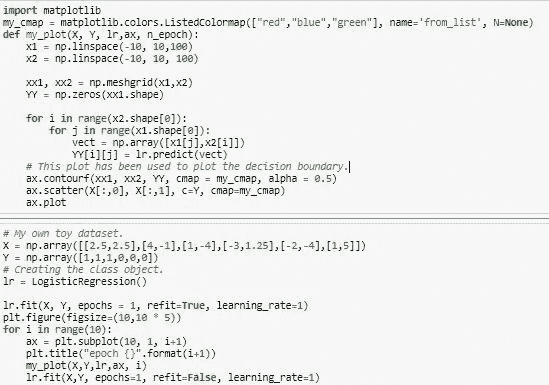 import matplotlib
my_cmap = matplotlib.colors.ListedColormap(["red","blue","green"], name='from_list', N=None)
def my_plot(X, Y, lr,ax, n_epoch):
    x1 = np.linspace(-10, 10,100)
    x2 = np.linspace(-10, 10, 100)
    xx1, xx2 = np.meshgrid(x1,x2)
    YY = np.zeros(xx1.shape)
    for i in range(x2.shape[0]):
        for j in range(x1.shape[0]):
            vect = np.array([x1[j],x2[i]])
            YY[i][j] = lr.predict(vect)
    # This plot has been used to plot the decision boundary.
    ax.contourf(xx1, xx2, YY, cmap = my_cmap, alpha = 0.5)
    ax.scatter(X[:,0], X[:,1], c=Y, cmap=my_cmap)
    ax.plot
# My own toy dataset.
X = np.array([[2.5,2.5],[4,-1],[1,-4],[-3,1.25],[-2,-4],[1,5]])
Y = np.array([1,1,1,0,0,0])
# Creating the class object.
lr = LogisticRegression()
lr.fit(X, Y, epochs = 1, refit=True, learning_rate=1)
plt.figure(figsize=(10,10 * 5))
for i in range(10):
    ax = plt.subplot(10, 1, i+1)
    plt.title("epoch {}".format(i+1))
    my_plot(X,Y,lr,ax, i)
    lr.fit(X,Y, epochs=1, refit=False, learning_rate=1)